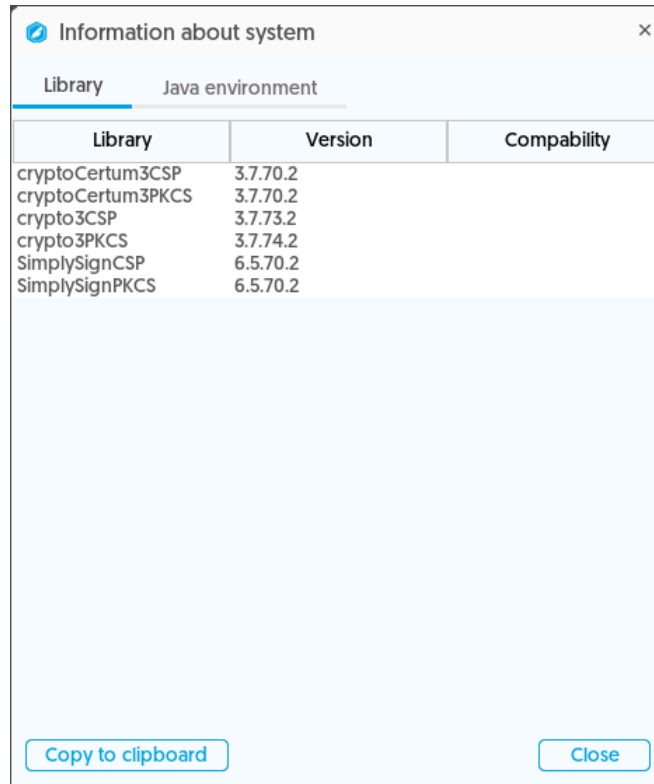 Information about system
Library Java environment
Library Version Compability
cryptoCertum3CSP 3.7.70.2
cryptoCertum3PKCS 3.7.70.2
crypto3CSP 3.7.73.2
crypto3PKCS 3.7.74.2
SimplySignCSP 6.5.70.2
SimplySignPKCS 6.5.70.2
Copy to clipboard Close